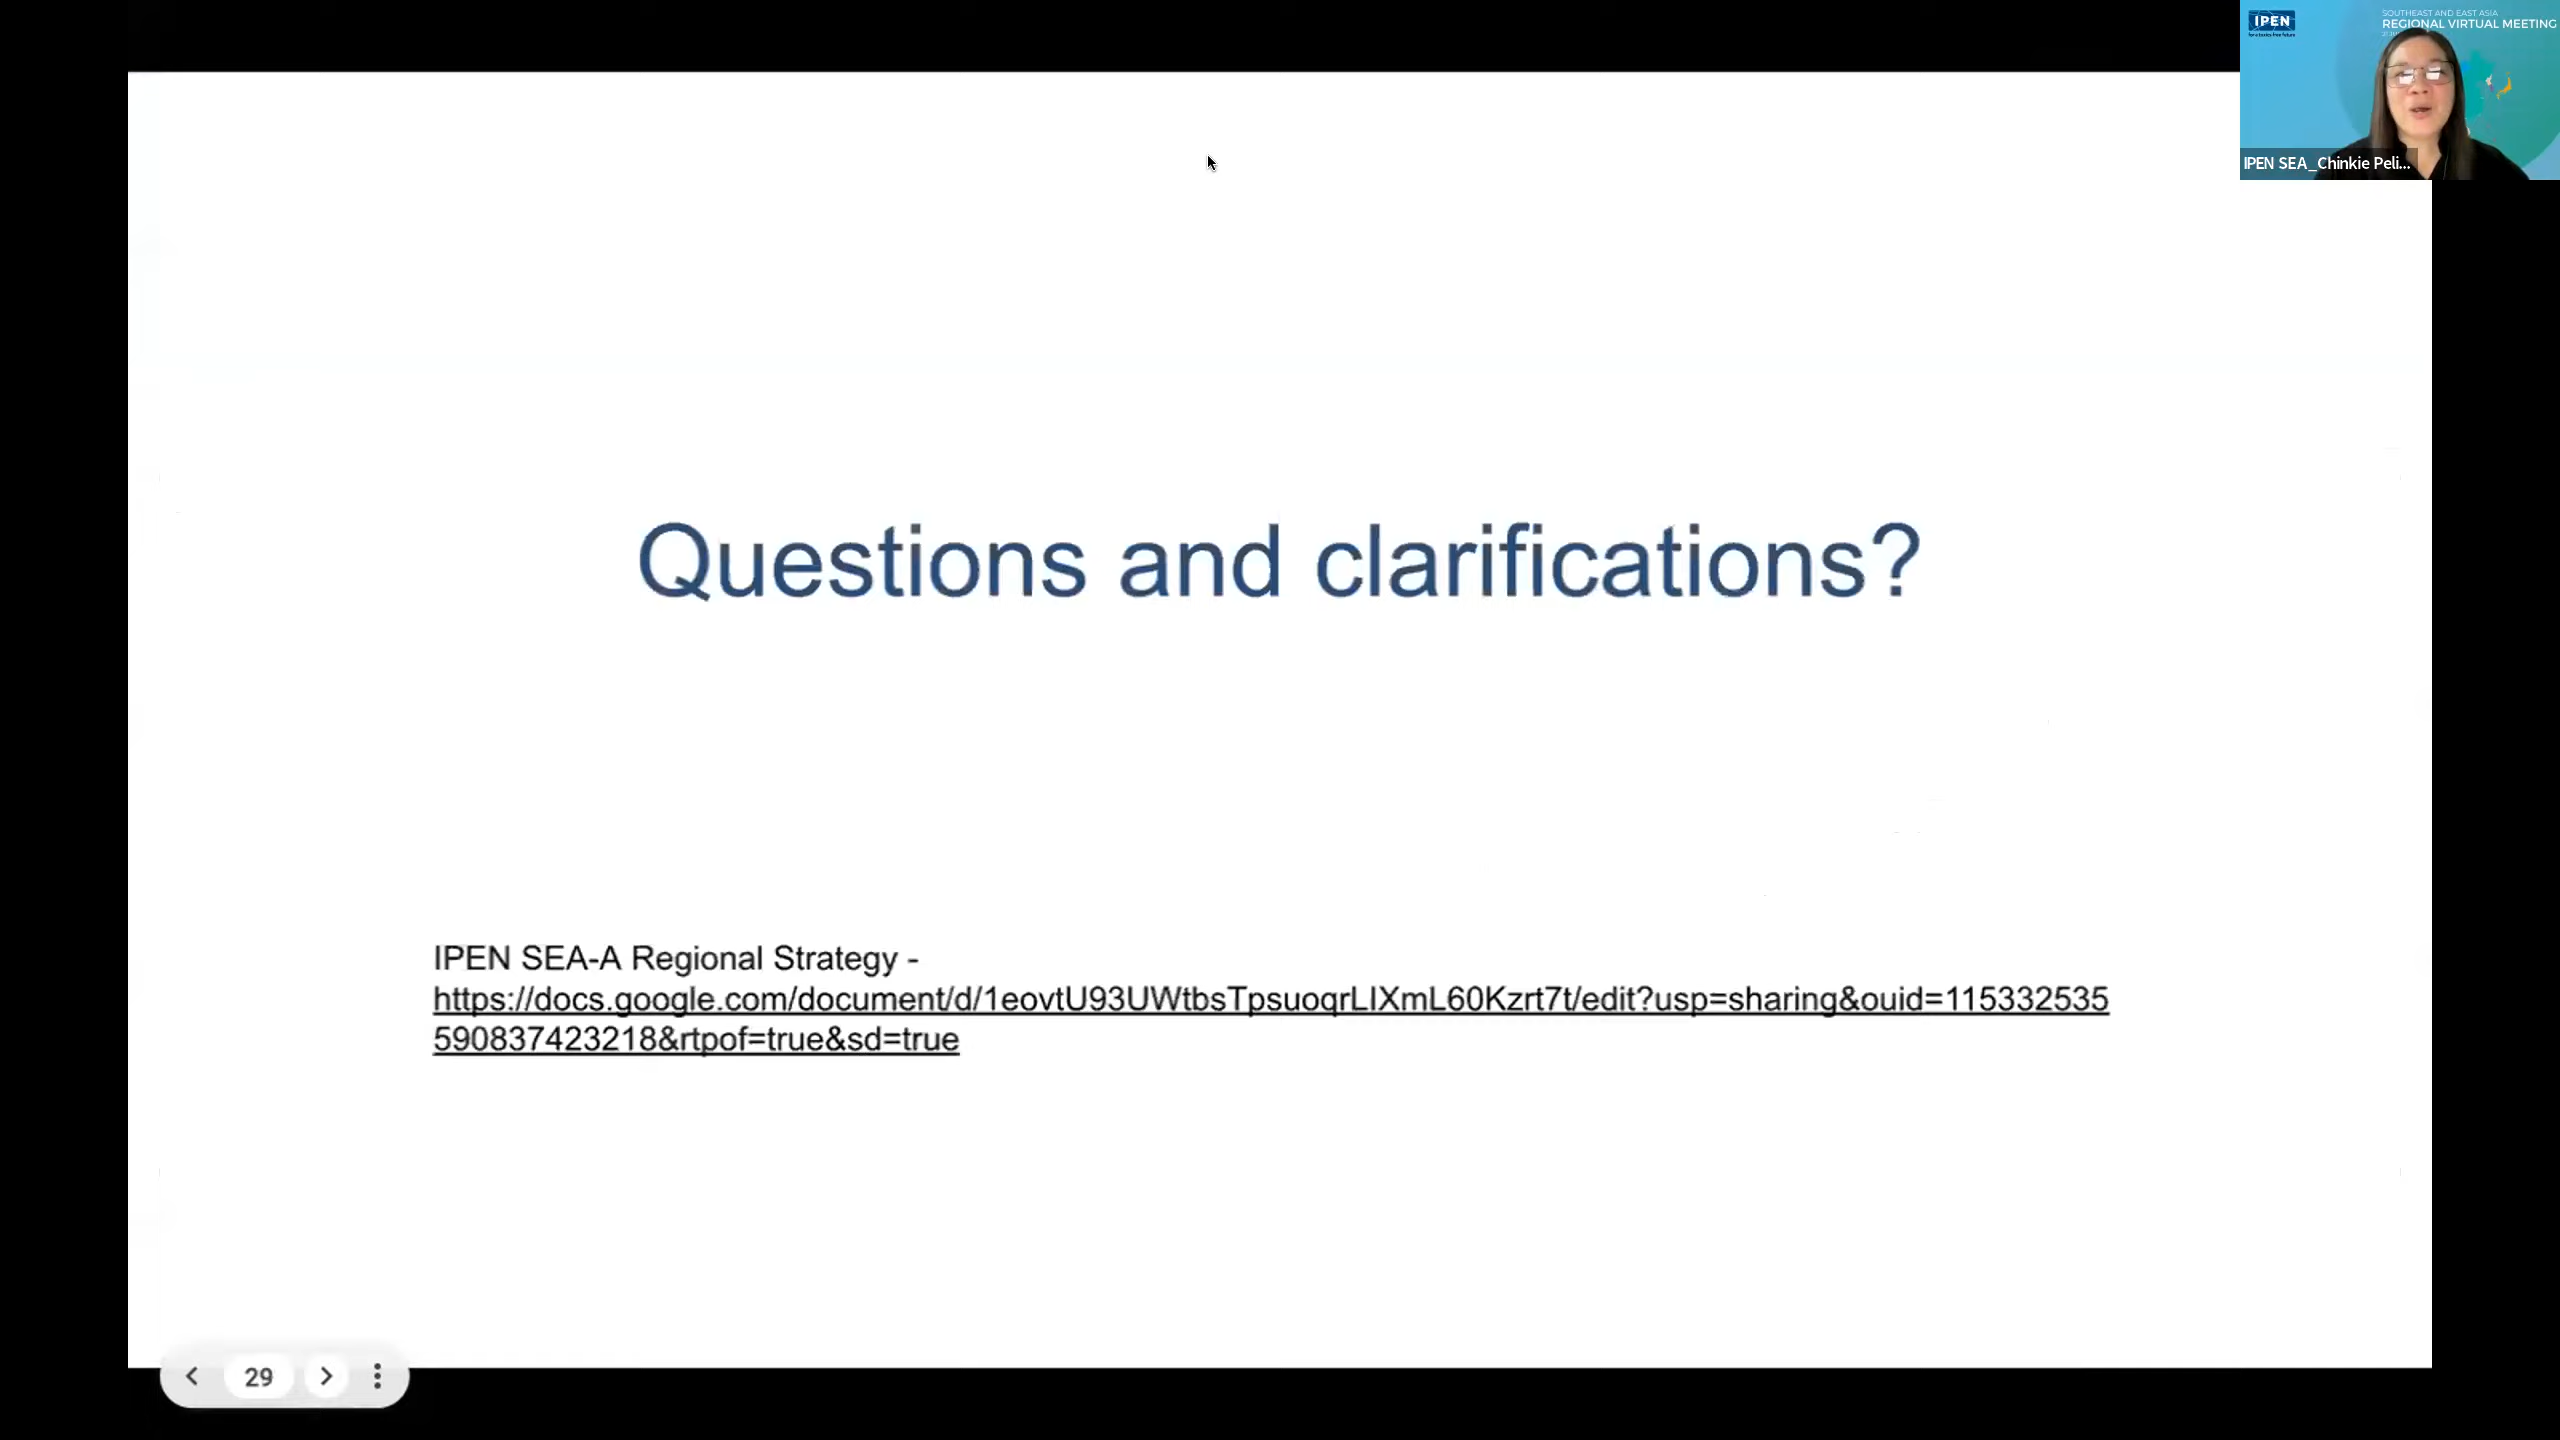 IPEN
SOUTHEAST AND EAST ASIA
REGIONAL VIRTUAL MEETING
IPEN SEA_Chinkie Peli...
Questions and clarifications?
IPEN SEA-A Regional Strategy -
https://docs.google.com/document/d/1eovtU93UWtbsTpsuoqrLIXmL60Kzrt7t/edit?usp=sharing&ouid=115332535
590837423218&rtpof=true&sd=true
29